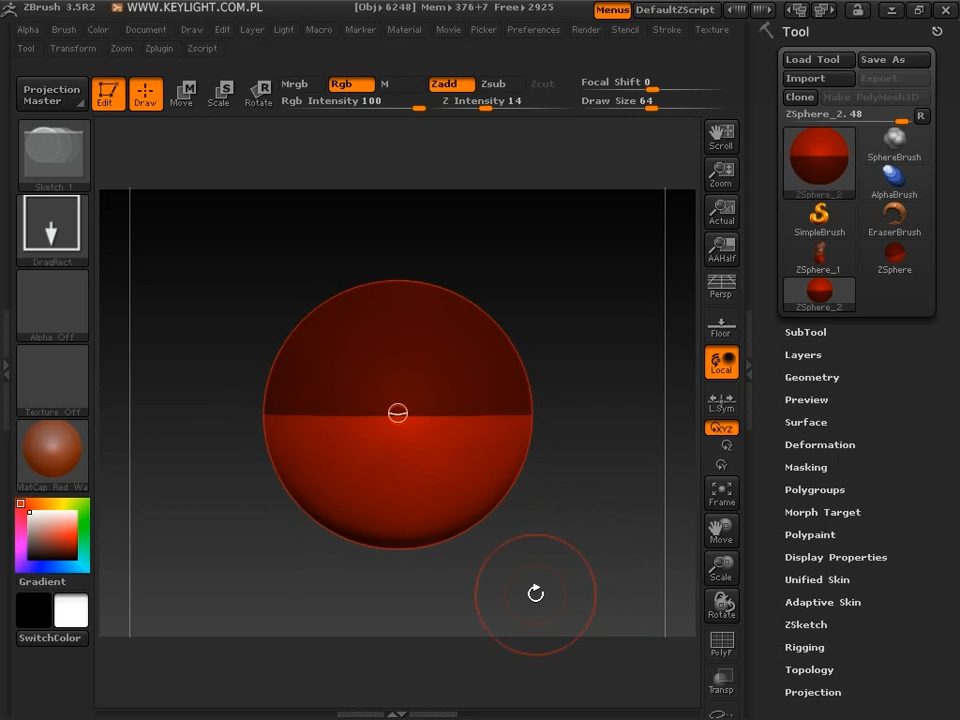 ZBrush 3.5R2 WWW.KEYLIGHT.COM.PL [Obj▸6248] Mem▸376+7 Free▸2925 Menus DefaultZScript
Alpha Brush Color Document Draw Edit Layer Light Macro Marker Material Movie Picker Preferences Render Stencil Stroke Texture
Tool Transform Zoom Zplugin Zscript
Projection Master
Edit
Draw
Move
Scale
Rotate
Mrgb Rgb M
Rgb Intensity 100
Zadd Zsub Zcut
Z Intensity 14
Focal Shift 0
Draw Size 64
Sketch 1
DragRect
Alpha Off
Texture Off
MatCap Red Wa
Gradient
SwitchColor
Scroll
Zoom
Actual
AAHalf
Persp
Floor
Local
L.Sym
XYZ
Z
Y
Frame
Move
Scale
Rotate
PolyF
Transp
Tool
Load Tool Save As
Import Export
Clone Make PolyMesh3D
ZSphere_2. 48 R
ZSphere_2
SphereBrush
AlphaBrush
SimpleBrush
EraserBrush
ZSphere_1
ZSphere
ZSphere_2
SubTool
Layers
Geometry
Preview
Surface
Deformation
Masking
Polygroups
Morph Target
Polypaint
Display Properties
Unified Skin
Adaptive Skin
ZSketch
Rigging
Topology
Projection